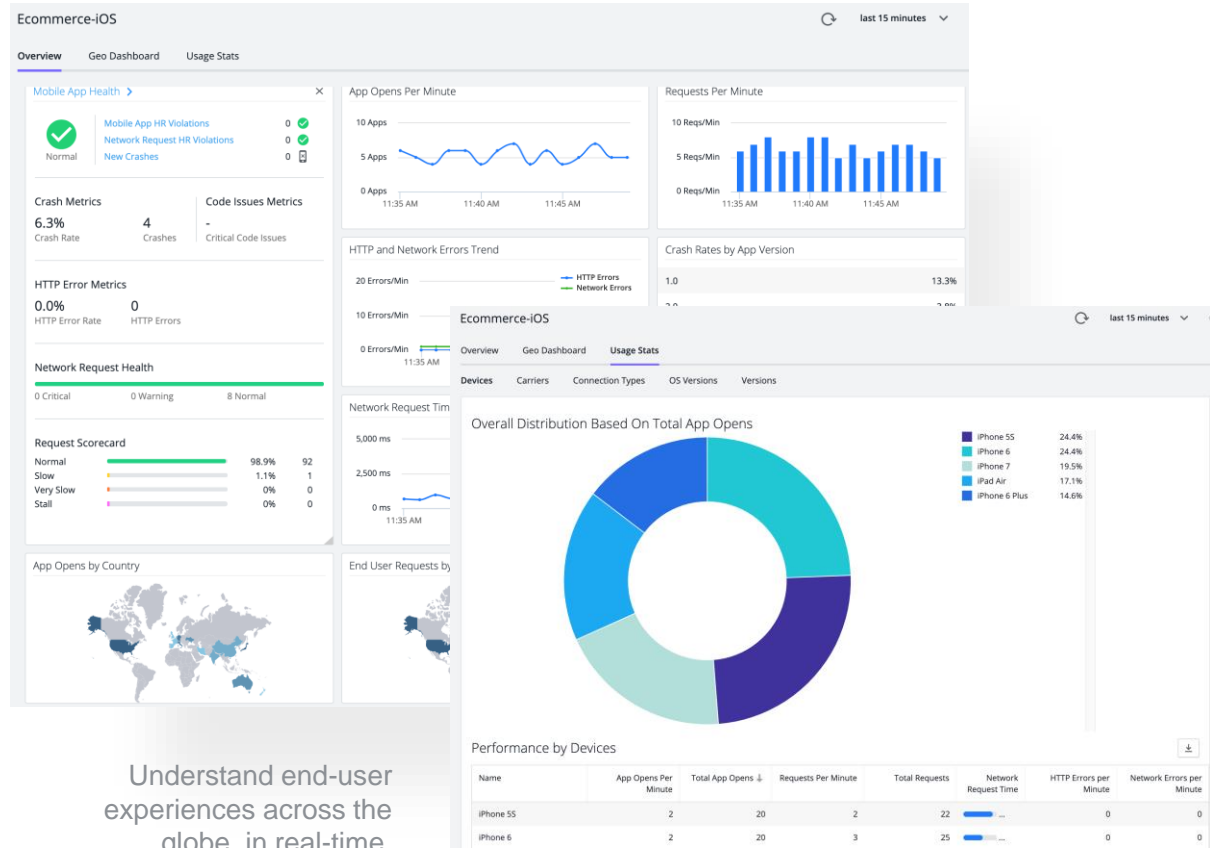 Ecommerce-iOS
last 15 minutes
Overview Geo Dashboard Usage Stats
Mobile App Health
Mobile App HR Violations 0
Network Request HR Violations 0
New Crashes 0
Normal
Crash Metrics Code Issues Metrics
6.3% 4 -
Crash Rate Crashes Critical Code Issues
HTTP Error Metrics
0.0% 0
HTTP Error Rate HTTP Errors
Network Request Health
0 Critical 0 Warning 8 Normal
Request Scorecard
Normal 98.9% 92
Slow 1.1% 1
Very Slow 0% 0
Stall 0% 0
App Opens by Country
App Opens Per Minute
10 Apps
5 Apps
0 Apps
11:35 AM 11:40 AM 11:45 AM
Requests Per Minute
10 Reqs/Min
5 Reqs/Min
0 Reqs/Min
11:35 AM 11:40 AM 11:45 AM
HTTP and Network Errors Trend
HTTP Errors
Network Errors
20 Errors/Min
10 Errors/Min
0 Errors/Min
11:35 AM
Crash Rates by App Version
1.0 13.3%
Network Request Tim
5,000 ms
2,500 ms
0 ms
11:35 AM
End User Requests by
Ecommerce-iOS
last 15 minutes
Overview Geo Dashboard Usage Stats
Devices Carriers Connection Types OS Versions Versions
Overall Distribution Based On Total App Opens
iPhone 5S 24.4%
iPhone 6 24.4%
iPhone 7 19.5%
iPad Air 17.1%
iPhone 6 Plus 14.6%
Performance by Devices
Name App Opens Per Minute Total App Opens Requests Per Minute Total Requests Network Request Time HTTP Errors per Minute Network Errors per Minute
iPhone 5S 2 20 2 22 ... 0 0
iPhone 6 2 20 3 25 ... 0 0
Understand end-user
experiences across the
globe, in real-time.